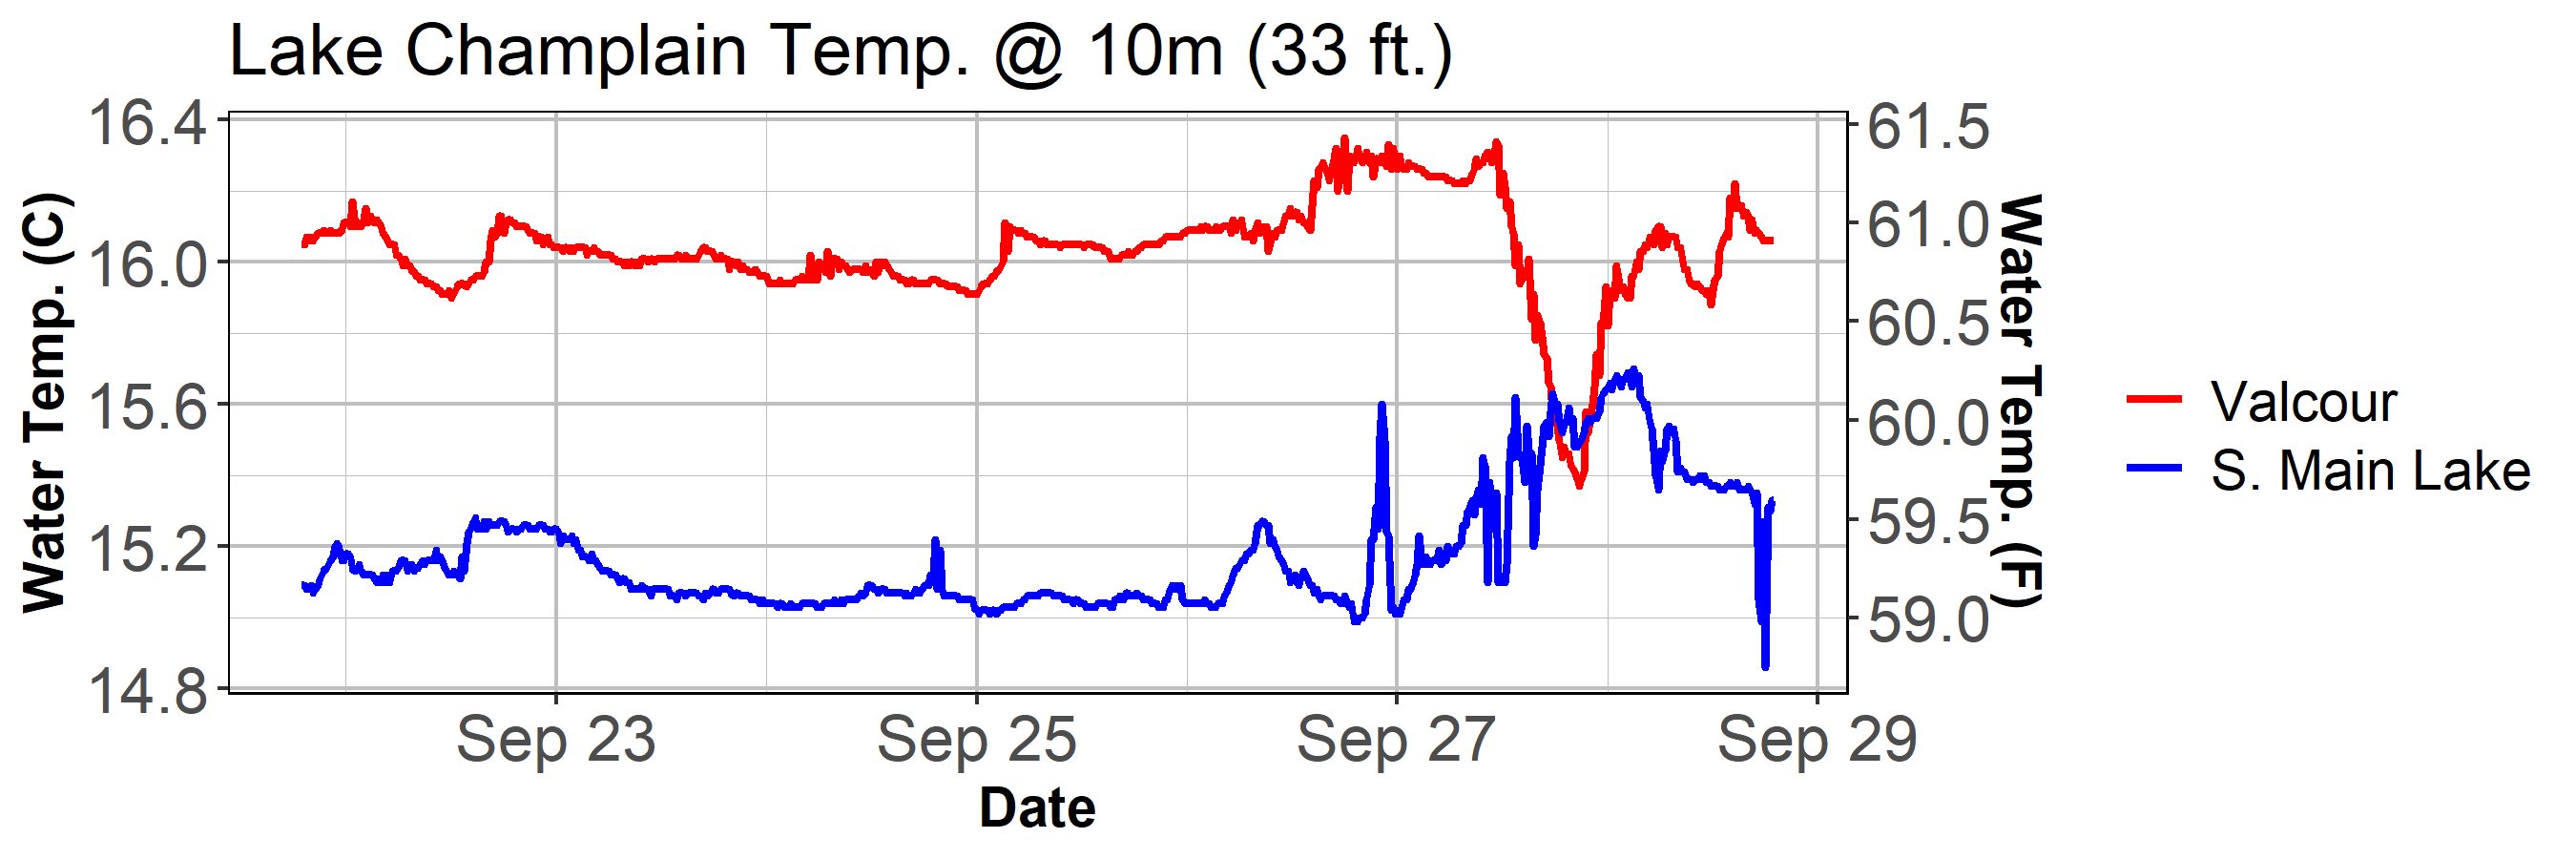 Lake Champlain Temp. @ 10m (33 ft.)
Water Temp. (C)
16.4
16.0
15.6
15.2
14.8
61.5
61.0
60.5
60.0
59.5
59.0
Water Temp. (F)
Sep 23
Sep 25
Sep 27
Sep 29
Date
Valcour
S. Main Lake